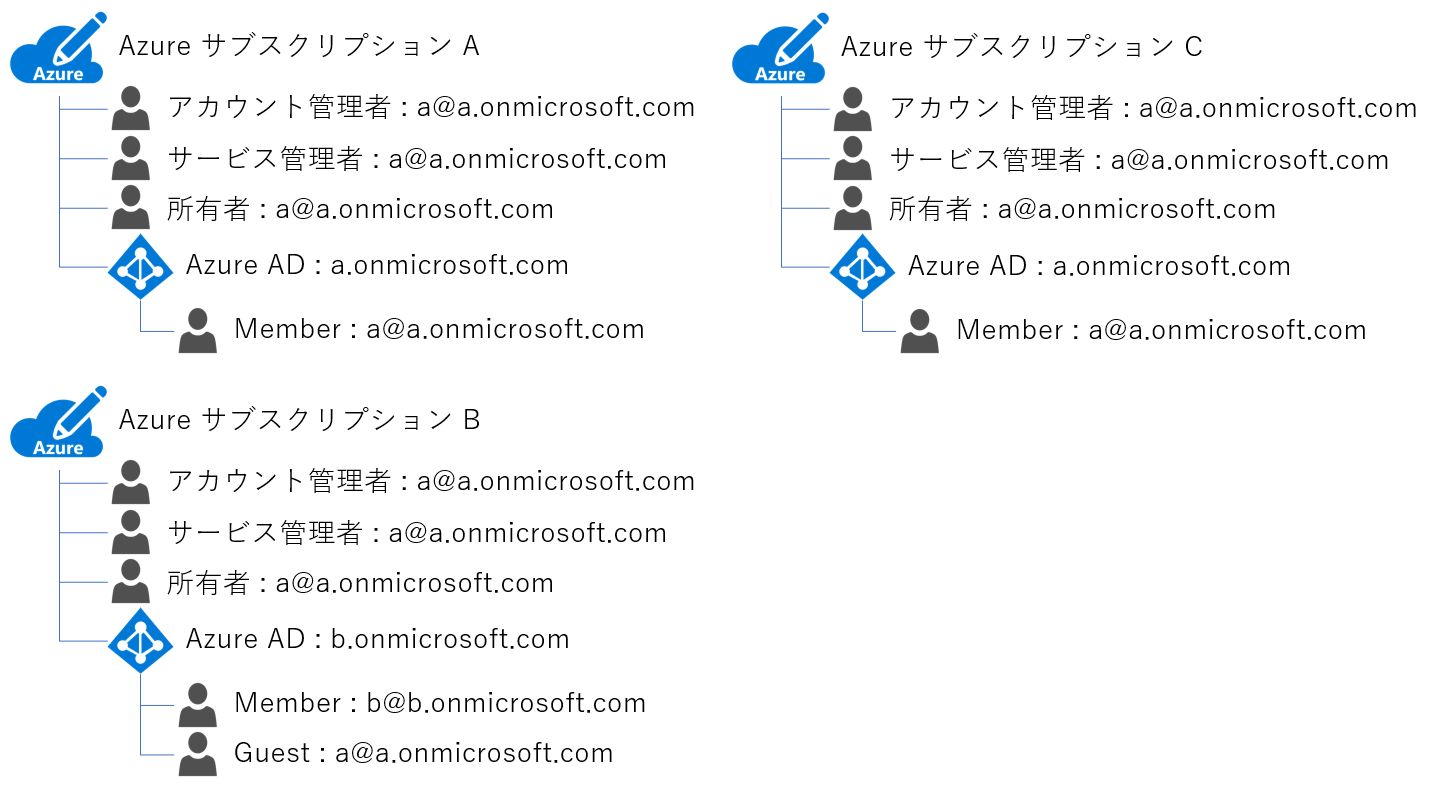 Azure
Azure サブスクリプション A
アカウント管理者 : a@a.onmicrosoft.com
サービス管理者 : a@a.onmicrosoft.com
所有者 : a@a.onmicrosoft.com
Azure AD : a.onmicrosoft.com
Member : a@a.onmicrosoft.com
Azure
Azure サブスクリプション C
アカウント管理者 : a@a.onmicrosoft.com
サービス管理者 : a@a.onmicrosoft.com
所有者 : a@a.onmicrosoft.com
Azure AD : a.onmicrosoft.com
Member : a@a.onmicrosoft.com
Azure
Azure サブスクリプション B
アカウント管理者 : a@a.onmicrosoft.com
サービス管理者 : a@a.onmicrosoft.com
所有者 : a@a.onmicrosoft.com
Azure AD : b.onmicrosoft.com
Member : b@b.onmicrosoft.com
Guest : a@a.onmicrosoft.com